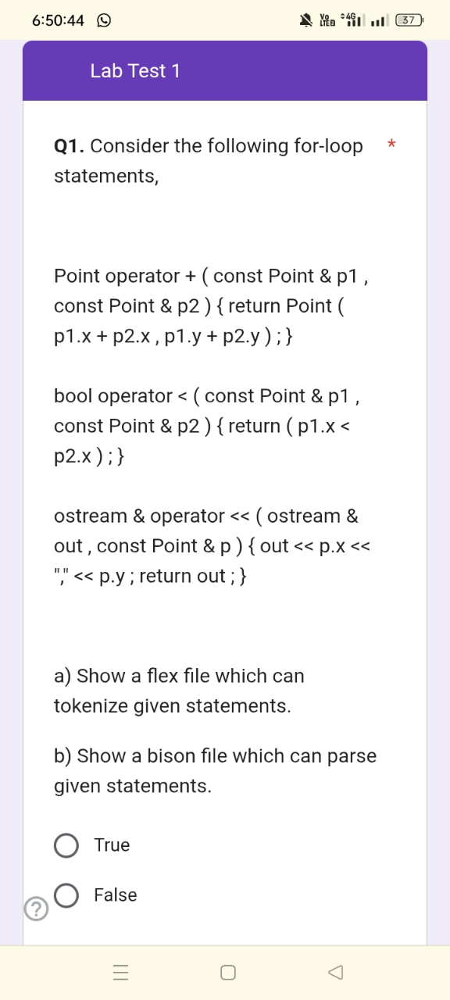 6:50:44
Vo LTE 2 4G 37
Lab Test 1
Q1. Consider the following for-loop *
statements,
Point operator + ( const Point & p1 ,
const Point & p2 ) { return Point (
p1.x + p2.x , p1.y + p2.y ) ; }
bool operator < ( const Point & p1 ,
const Point & p2 ) { return ( p1.x <
p2.x ) ; }
ostream & operator << ( ostream &
out , const Point & p ) { out << p.x <<
"," << p.y ; return out ; }
a) Show a flex file which can
tokenize given statements.
b) Show a bison file which can parse
given statements.
True
False
?